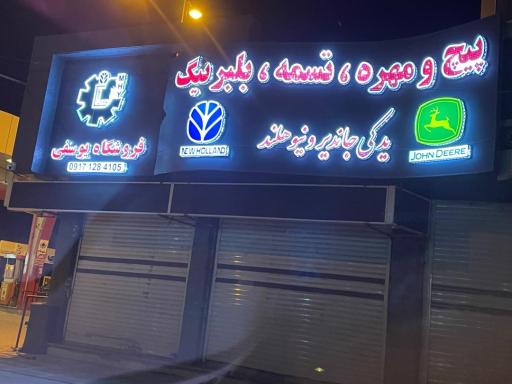 پیچ و مهره ، تسمه ، بلبرینگ
یدکی جاندیر و نیوهلند
JOHN DEERE
NEW HOLLAND
فروشگاه یوسفی
0917 128 4105